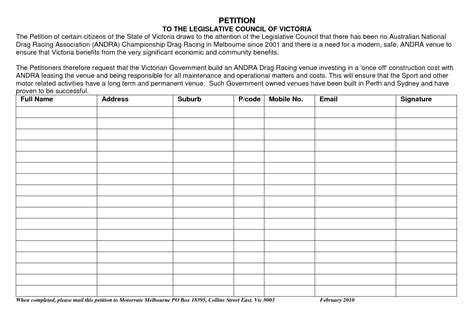 PETITION
TO THE LEGISLATIVE COUNCIL OF VICTORIA
The Petition of certain citizens of the State of Victoria draws to the attention of the Legislative Council that there has been no Australian National
Drag Racing Association (ANDRA) Championship Drag Racing in Melbourne since 2001 and there is a need for a modern, safe, ANDRA venue to
ensure that Victoria benefits from the very significant economic and community benefits.
The Petitioners therefore request that the Victorian Government build an ANDRA Drag Racing venue investing in a 'once off' construction cost with
ANDRA leasing the venue and being responsible for all maintenance and operational matters and costs. This will ensure that the Sport and other
motor related activities have a long term and permanent venue. Such Government owned venues have been built in Perth and Sydney and have
proven to be successful.
Full Name Address Suburb P/code Mobile No. Email Signature
When completed, please mail this petition to Motorvate Melbourne PO Box 18395, Collins Street East, Vic 8003 February 2010